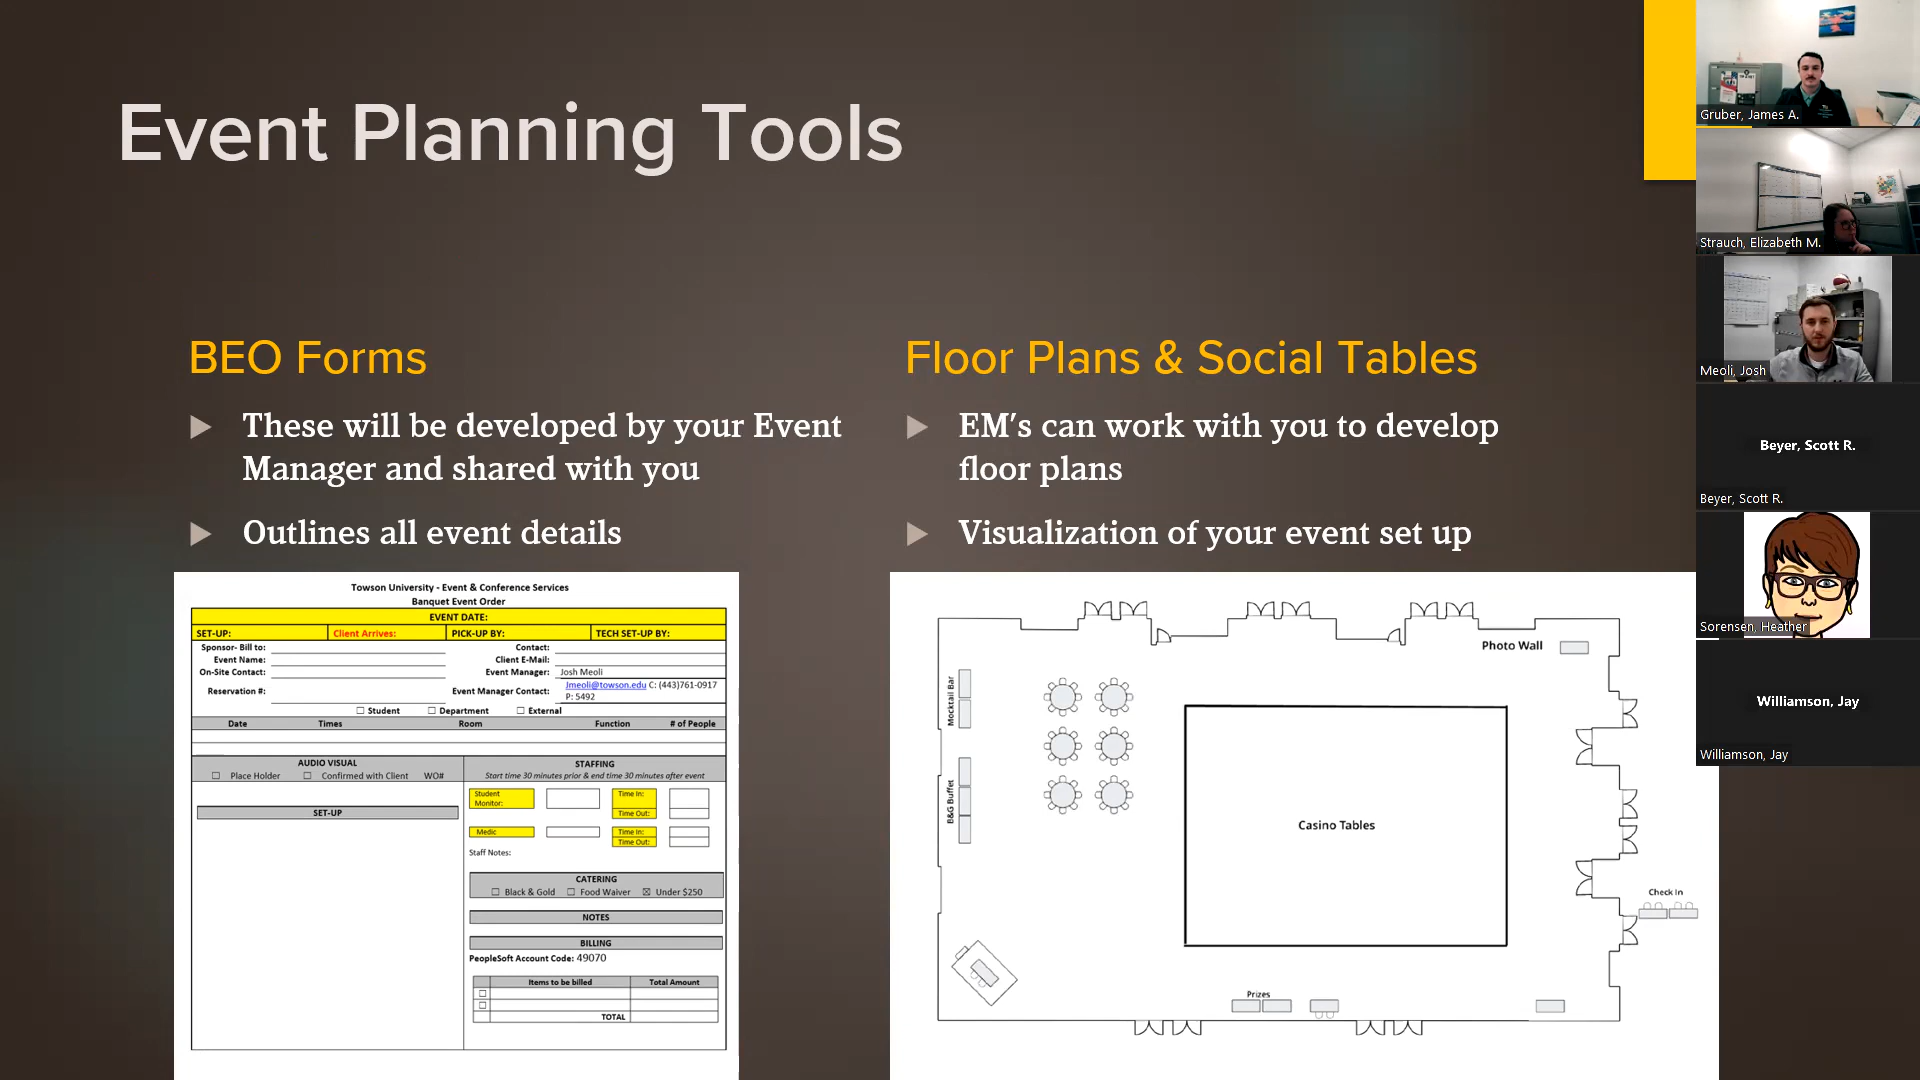 Event Planning Tools
BEO Forms
These will be developed by your Event
Manager and shared with you
Outlines all event details
Towson University - Event & Conference Services
Banquet Event Order
EVENT DATE:
SET-UP: Client Arrives: PICK-UP BY: TECH SET-UP BY:
Sponsor- Bill to: Contact:
Event Name: Client E-Mail:
On-Site Contact: Event Manager: Josh Meoli
Reservation #: Event Manager Contact: Jmeoli@towson.edu C: (443)761-0917
P: 5492
☐ Student ☐ Department ☐ External
Date Times Room Function # of People
AUDIO VISUAL
☐ Place Holder ☐ Confirmed with Client WO#
SET-UP
STAFFING
Start time 30 minutes prior & end time 30 minutes after event
Student
Monitor:
Time In:
Time Out:
Medic
Time In:
Time Out:
Staff Notes:
CATERING
☐ Black & Gold ☐ Food Waiver ☒ Under $250
NOTES
BILLING
PeopleSoft Account Code: 49070
Items to be billed Total Amount
TOTAL
Floor Plans & Social Tables
EM's can work with you to develop
floor plans
Visualization of your event set up
Photo Wall
Mocktail Bar
B&G Buffet
Casino Tables
Check In
Prizes
Gruber, James A.
Strauch, Elizabeth M.
Meoli, Josh
Beyer, Scott R.
Beyer, Scott R.
Sorensen, Heather
Williamson, Jay
Williamson, Jay